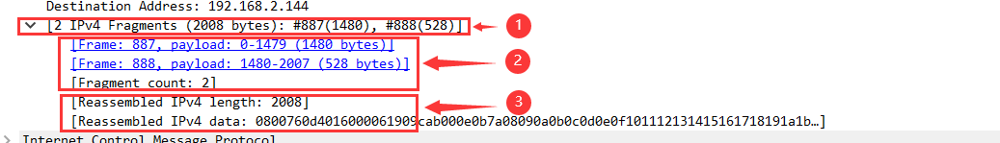 Destination Address: 192.168.2.144
[2 IPv4 Fragments (2008 bytes): #887(1480), #888(528)]
1
[Frame: 887, payload: 0-1479 (1480 bytes)]
[Frame: 888, payload: 1480-2007 (528 bytes)]
2
[Fragment count: 2]
[Reassembled IPv4 length: 2008]
3
[Reassembled IPv4 data: 0800760d4016000061909cab000e0b7a08090a0b0c0d0e0f101112131415161718191a1b…]
Internet Control Message Protocol